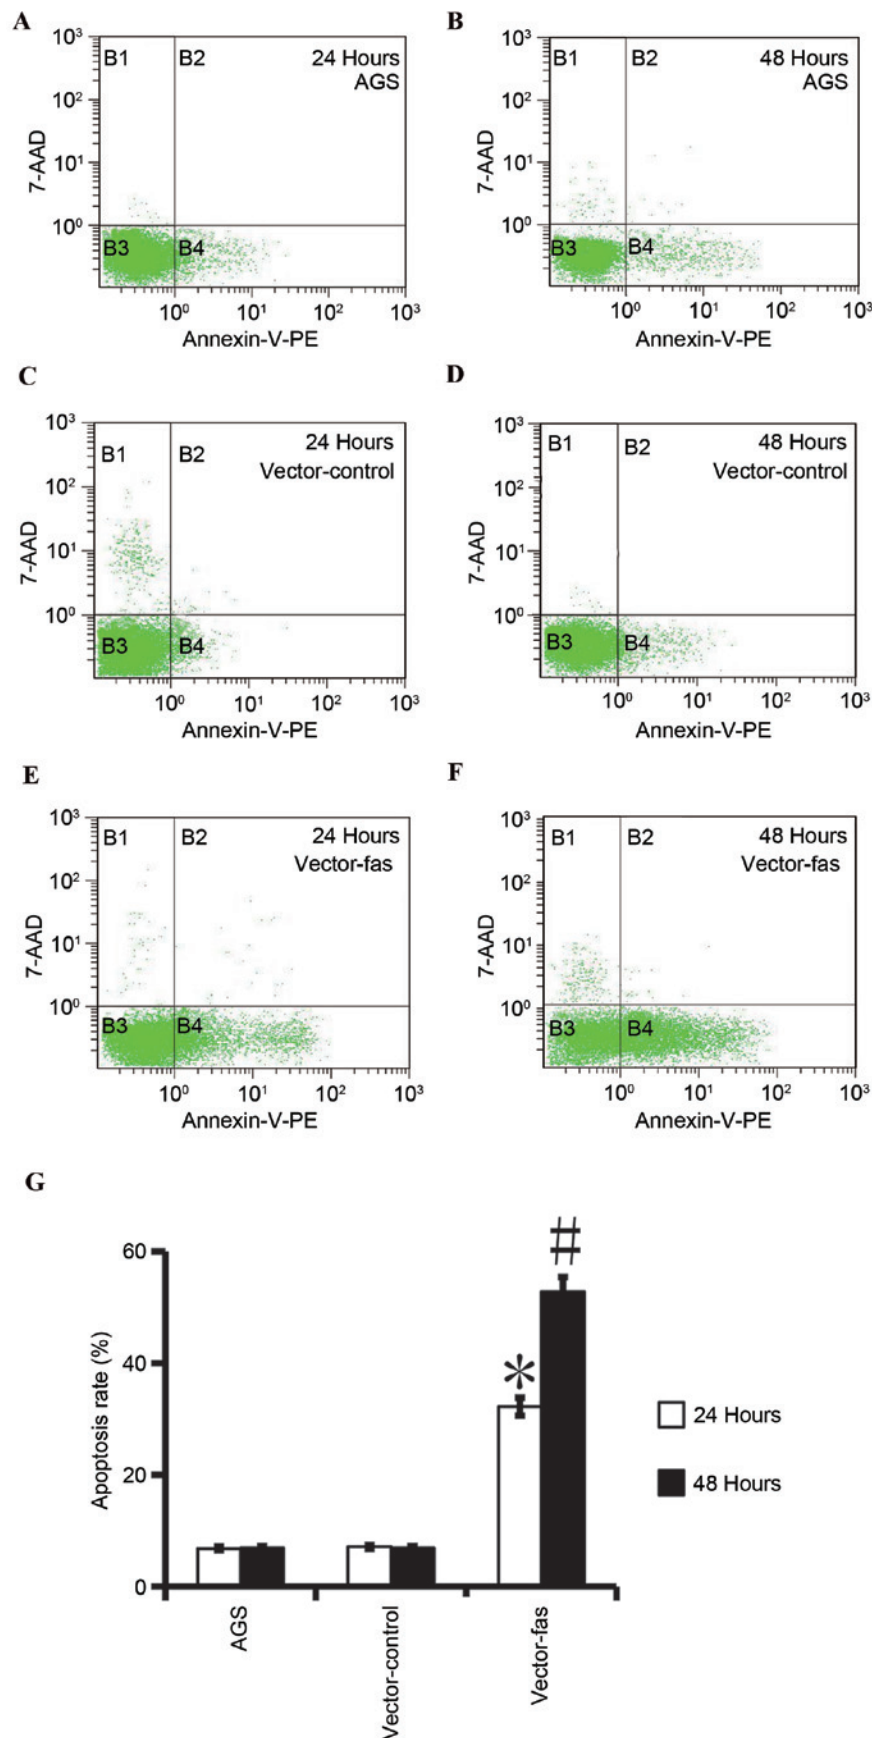 A
10³
B1 B2 24 Hours
AGS
10²
10¹
10⁰
B3 B4
7-AAD
10⁰ 10¹ 10² 10³
Annexin-V-PE
B
10³
B1 B2 48 Hours
AGS
10²
10¹
10⁰
B3 B4
7-AAD
10⁰ 10¹ 10² 10³
Annexin-V-PE
C
10³
B1 B2 24 Hours
Vector-control
10²
10¹
10⁰
B3 B4
7-AAD
10⁰ 10¹ 10² 10³
Annexin-V-PE
D
10³
B1 B2 48 Hours
Vector-control
10²
10¹
10⁰
B3 B4
7-AAD
10⁰ 10¹ 10² 10³
Annexin-V-PE
E
10³
B1 B2 24 Hours
Vector-fas
10²
10¹
10⁰
B3 B4
7-AAD
10⁰ 10¹ 10² 10³
Annexin-V-PE
F
10³
B1 B2 48 Hours
Vector-fas
10²
10¹
10⁰
B3 B4
7-AAD
10⁰ 10¹ 10² 10³
Annexin-V-PE
G
60
40
20
0
Apoptosis rate (%)
*
#
24 Hours
48 Hours
AGS
Vector-control
Vector-fas